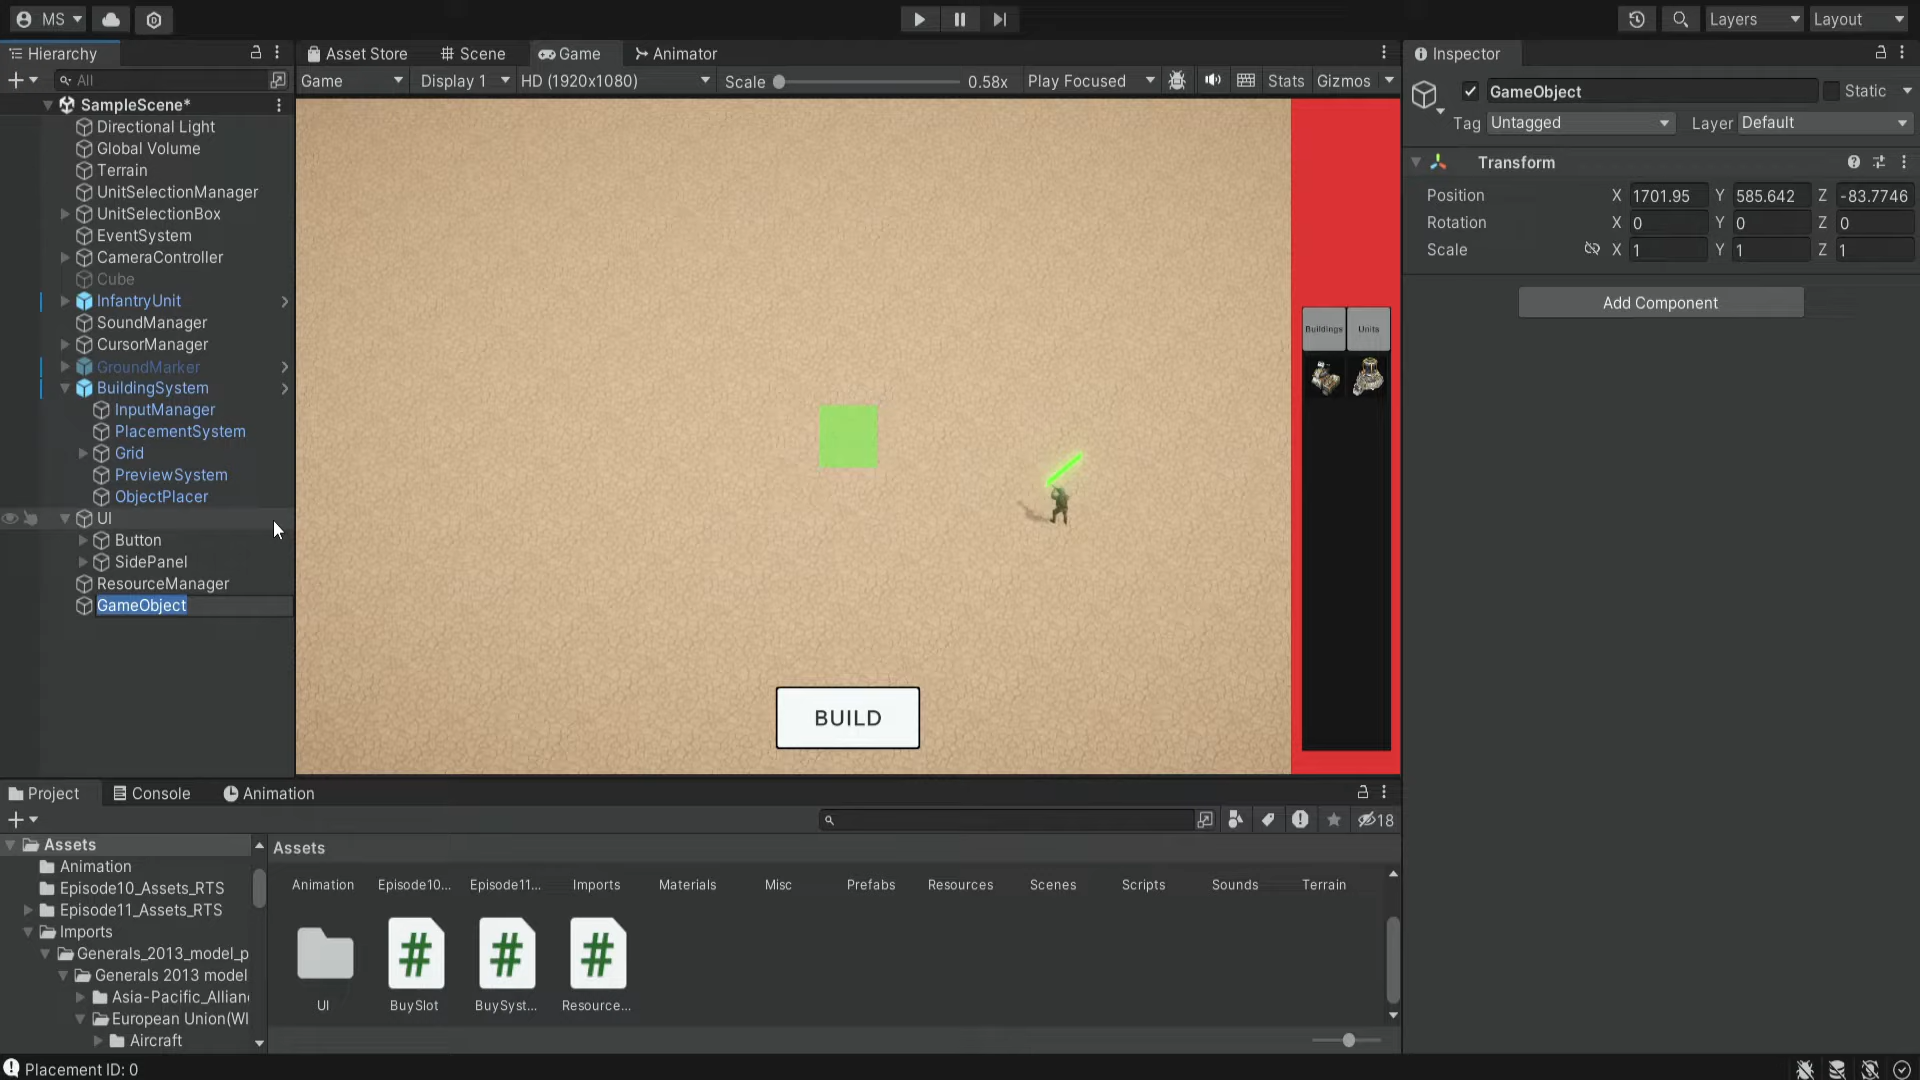 MS
Layers
Layout
Hierarchy
Asset Store
Scene
Game
Animator
Inspector
All
Game
Display 1
HD (1920x1080)
Scale
0.58x
Play Focused
Stats
Gizmos
GameObject
Static
Tag
Untagged
Layer
Default
SampleScene*
Directional Light
Global Volume
Terrain
UnitSelectionManager
UnitSelectionBox
EventSystem
CameraController
Cube
InfantryUnit
SoundManager
CursorManager
GroundMarker
BuildingSystem
InputManager
PlacementSystem
Grid
PreviewSystem
ObjectPlacer
UI
Button
SidePanel
ResourceManager
GameObject
Buildings
Units
BUILD
Transform
Position
X 1701.95 Y 585.642 Z -83.7746
Rotation
X 0 Y 0 Z 0
Scale
X 1 Y 1 Z 1
Add Component
Project
Console
Animation
18
Assets
Animation
Episode10_Assets_RTS
Episode11_Assets_RTS
Imports
Generals_2013_model_p
Generals 2013 model
Asia-Pacific_Allian
European Union(WI
Aircraft
Assets
Animation
Episode10...
Episode11...
Imports
Materials
Misc
Prefabs
Resources
Scenes
Scripts
Sounds
Terrain
UI
BuySlot
BuySyst...
Resource...
Placement ID: 0